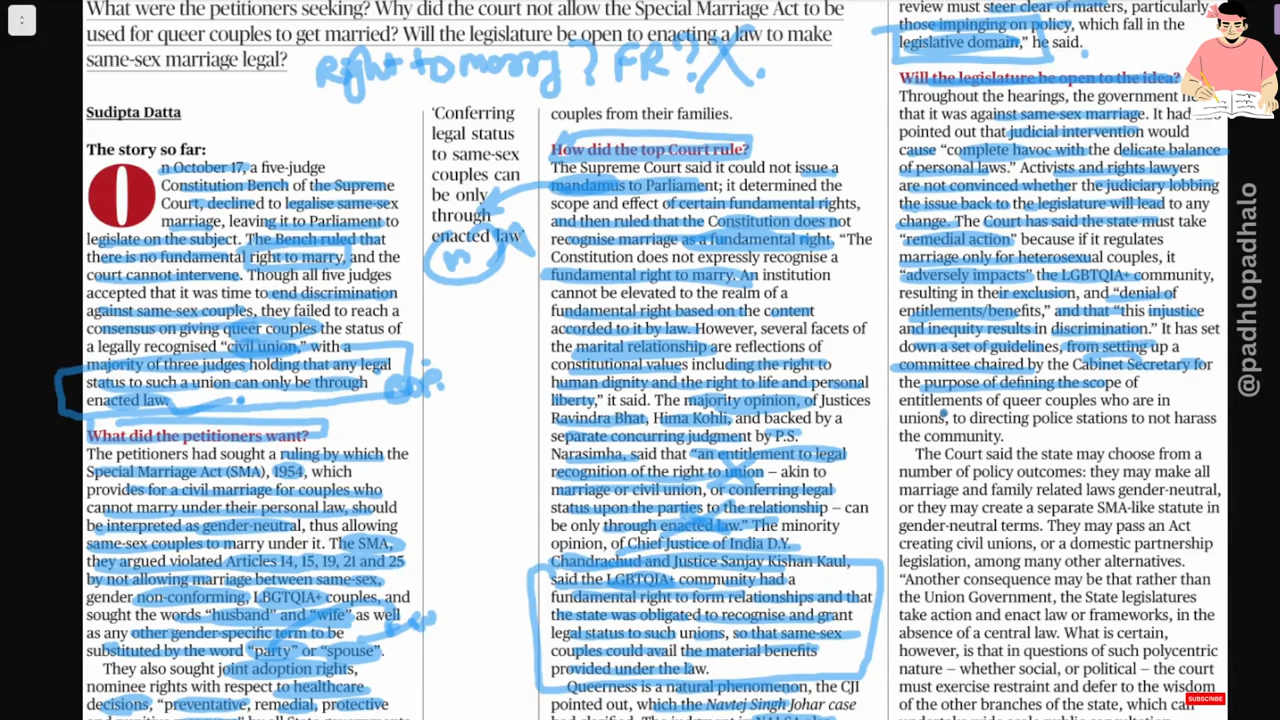 What were the petitioners seeking? Why did the court not allow the Special Marriage Act to be
used for queer couples to get married? Will the legislature be open to enacting a law to make
same-sex marriage legal?
Right to marry? FR? X.
Sudipta Datta
The story so far:
On October 17, a five-judge
Constitution Bench of the Supreme
Court, declined to legalise same-sex
marriage, leaving it to Parliament to
legislate on the subject. The Bench ruled that
there is no fundamental right to marry, and the
court cannot intervene. Though all five judges
accepted that it was time to end discrimination
against same-sex couples, they failed to reach a
consensus on giving queer couples the status of
a legally recognised “civil union,” with a
majority of three judges holding that any legal
status to such a union can only be through
enacted law.
What did the petitioners want?
The petitioners had sought a ruling by which the
Special Marriage Act (SMA), 1954, which
provides for a civil marriage for couples who
cannot marry under their personal law, should
be interpreted as gender-neutral, thus allowing
same-sex couples to marry under it. The SMA,
they argued violated Articles 14, 15, 19, 21 and 25
by not allowing marriage between same-sex,
gender non-conforming, LBGTQIA+ couples, and
sought the words “husband” and “wife” as well
as any other gender-specific term to be
substituted by the word “party” or “spouse”.
They also sought joint adoption rights,
nominee rights with respect to healthcare
decisions, “preventative, remedial, protective
‘Conferring
legal status
to same-sex
couples can
be only
through
enacted law’
couples from their families.
How did the top Court rule?
The Supreme Court said it could not issue a
mandamus to Parliament; it determined the
scope and effect of certain fundamental rights,
and then ruled that the Constitution does not
recognise marriage as a fundamental right. “The
Constitution does not expressly recognise a
fundamental right to marry. An institution
cannot be elevated to the realm of a
fundamental right based on the content
accorded to it by law. However, several facets of
the marital relationship are reflections of
constitutional values including the right to
human dignity and the right to life and personal
liberty,” it said. The majority opinion, of Justices
Ravindra Bhat, Hima Kohli, and backed by a
separate concurring judgment by P.S.
Narasimha, said that “an entitlement to legal
recognition of the right to union — akin to
marriage or civil union, or conferring legal
status upon the parties to the relationship — can
be only through enacted law.” The minority
opinion, of Chief Justice of India D.Y.
Chandrachud and Justice Sanjay Kishan Kaul,
said the LGBTQIA+ community had a
fundamental right to form relationships and that
the state was obligated to recognise and grant
legal status to such unions, so that same-sex
couples could avail the material benefits
provided under the law.
Queerness is a natural phenomenon, the CJI
pointed out, which the Navtej Singh Johar case
review must steer clear of matters, particularly
those impinging on policy, which fall in the
legislative domain,” he said.
Will the legislature be open to the idea?
Throughout the hearings, the government
that it was against same-sex marriage. It had
pointed out that judicial intervention would
cause “complete havoc with the delicate balance
of personal laws.” Activists and rights lawyers
are not convinced whether the judiciary lobbing
the issue back to the legislature will lead to any
change. The Court has said the state must take
“remedial action” because if it regulates
marriage only for heterosexual couples, it
it “adversely impacts” the LGBTQIA+ community,
resulting in their exclusion, and “denial of
entitlements/benefits,” and that “this injustice
and inequity results in discrimination.” It has set
down a set of guidelines, from setting up a
committee chaired by the Cabinet Secretary for
the purpose of defining the scope of
entitlements of queer couples who are in
unions, to directing police stations to not harass
the community.
The Court said the state may choose from a
number of policy outcomes: they may make all
marriage and family related laws gender-neutral,
or they may create a separate SMA-like statute in
gender-neutral terms. They may pass an Act
creating civil unions, or a domestic partnership
legislation, among many other alternatives.
“Another consequence may be that rather than
the Union Government, the State legislatures
take action and enact law or frameworks, in the
absence of a central law. What is certain,
however, is that in questions of such polycentric
nature — whether social, or political — the court
must exercise restraint and defer to the wisdom
of the other branches of the state, which can
@padhlopadhalo
SUBSCRIBE